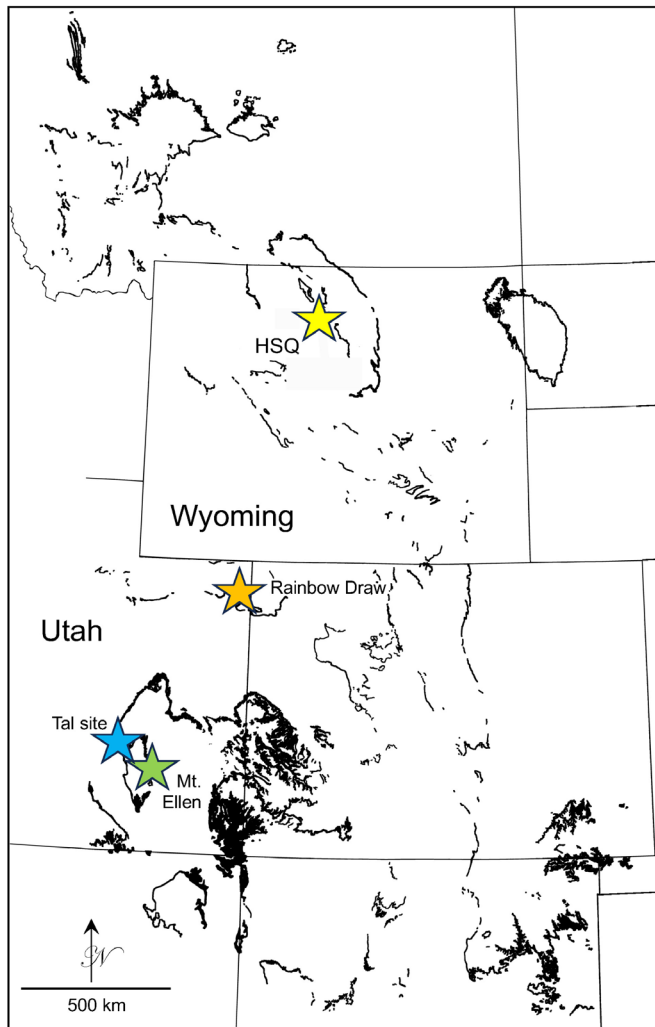 HSQ
Wyoming
Rainbow Draw
Utah
Tal site
Mt.
Ellen
N
500 km